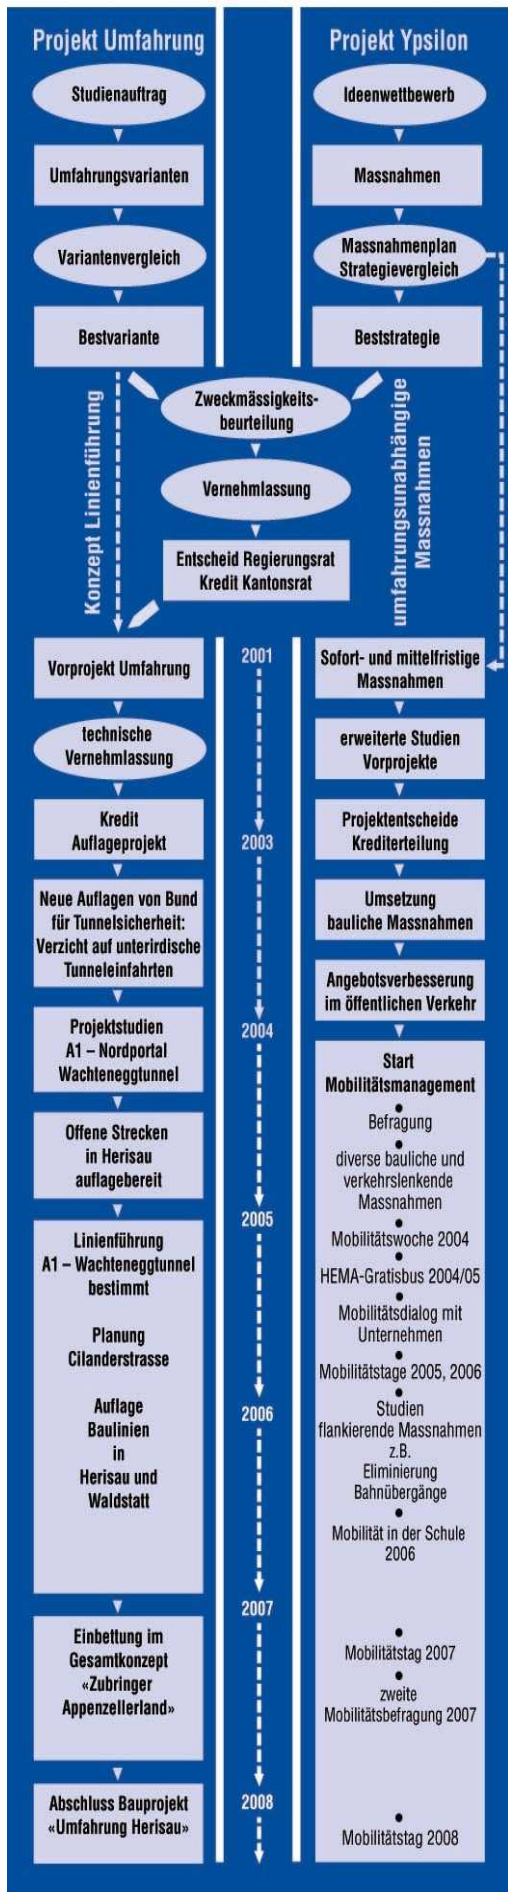 Projekt Umfahrung
Studienauftrag
Umfahrungsvarianten
Variantenvergleich
Bestvariante
Projekt Ypsilon
Ideenwettbewerb
Massnahmen
Massnahmenplan
Strategievergleich
Beststrategie
Zweckmässigkeits-
beurteilung
Vernehmlassung
Entscheid Regierungsrat
Kredit Kantonsrat
Konzept Linienführung
umfahrungsunabhängige
Massnahmen
Vorprojekt Umfahrung
technische
Vernehmlassung
Kredit
Auflageprojekt
Neue Auflagen von Bund
für Tunnelsicherheit:
Verzicht auf unterirdische
Tunneleinfahrten
Projektstudien
A1 – Nordportal
Wachteneggtunnel
Offene Strecken
in Herisau
auflagebereit
Linienführung
A1 – Wachteneggtunnel
bestimmt
Planung
Cilanderstrasse
Auflage
Baulinien
in
Herisau und
Waldstatt
Einbettung im
Gesamtkonzept
«Zubringer
Appenzellerland»
Abschluss Bauprojekt
«Umfahrung Herisau»
2001
2003
2004
2005
2006
2007
2008
Sofort- und mittelfristige
Massnahmen
erweiterte Studien
Vorprojekte
Projektentscheide
Krediterteilung
Umsetzung
bauliche Massnahmen
Angebotsverbesserung
im öffentlichen Verkehr
Start
Mobilitätsmanagement
Befragung
diverse bauliche und
verkehrslenkende
Massnahmen
Mobilitätswoche 2004
HEMA-Gratisbus 2004/05
Mobilitätsdialog mit
Unternehmen
Mobilitätstage 2005, 2006
Studien
flankierende Massnahmen
z.B.
Eliminierung
Bahnübergänge
Mobilität in der Schule
2006
Mobilitätstag 2007
zweite
Mobilitätsbefragung 2007
Mobilitätstag 2008